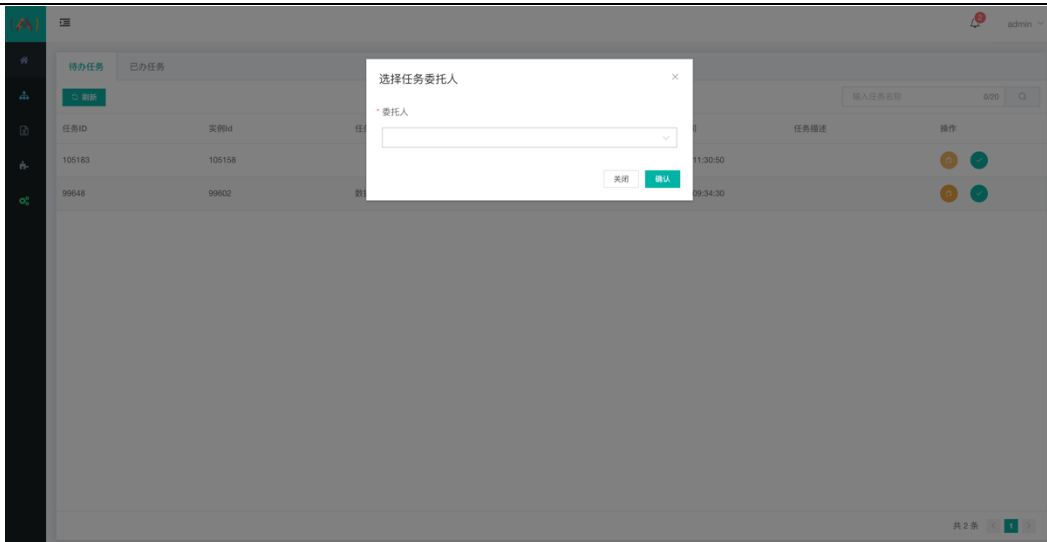 2
admin
待办任务 已办任务
选择任务委托人
刷新
输入任务名称 0/20
* 委托人
任务ID 实例Id 任务描述 操作
105183 105158 11:30:50
关闭 确认
99648 99602 数据 09:34:30
共 2 条 1